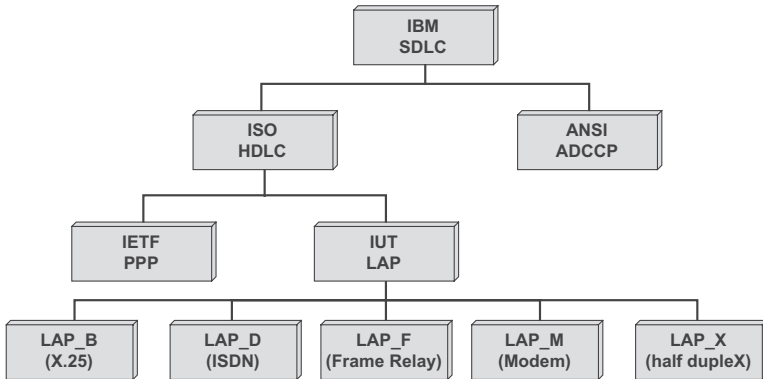 IBM
SDLC
ISO
HDLC
ANSI
ADCCP
IETF
PPP
IUT
LAP
LAP_B
(X.25)
LAP_D
(ISDN)
LAP_F
(Frame Relay)
LAP_M
(Modem)
LAP_X
(half dupleX)